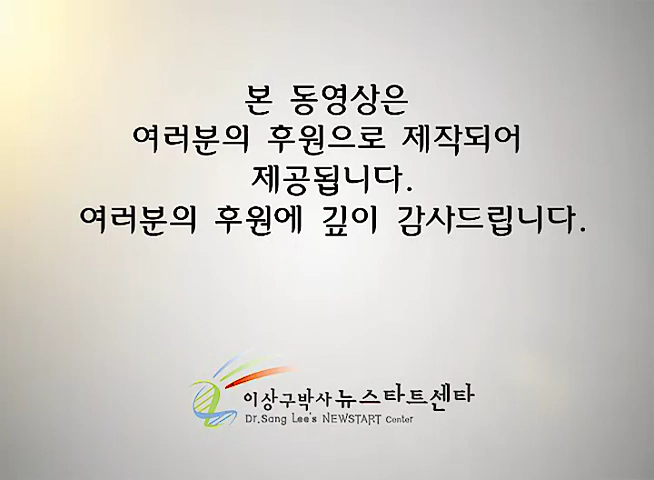 본 동영상은
여러분의 후원으로 제작되어
제공됩니다.
여러분의 후원에 깊이 감사드립니다.
이상구박사 뉴스타트센타
Dr.Sang Lee's NEWSTART Center